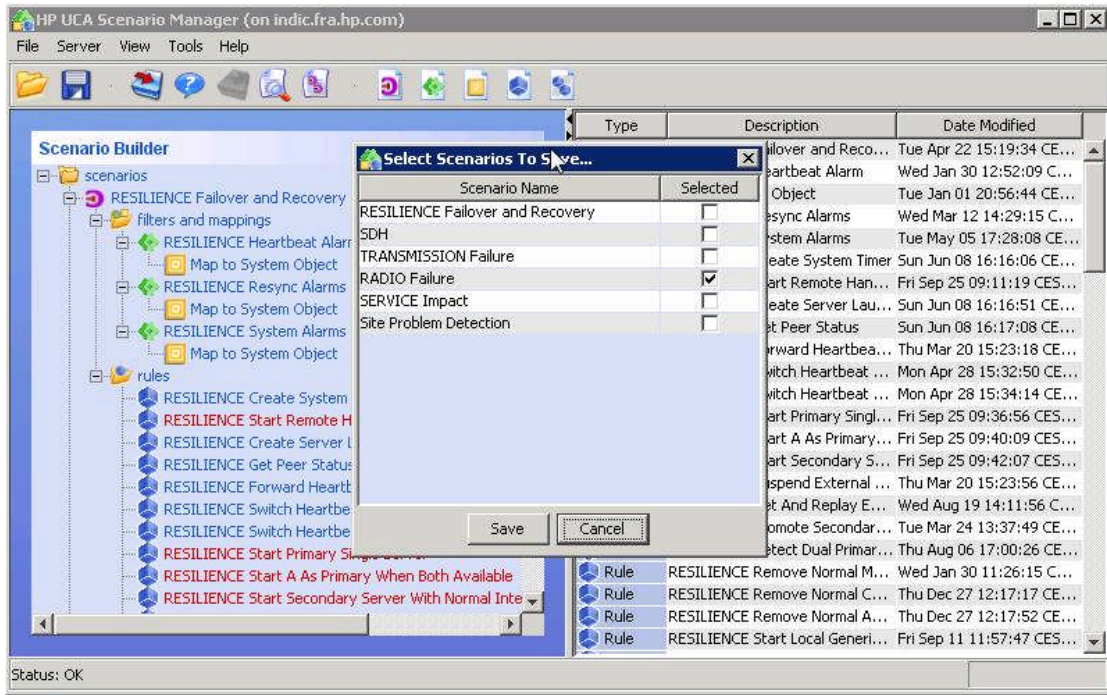 HP UCA Scenario Manager (on indic.fra.hp.com)
File Server View Tools Help
Scenario Builder
scenarios
RESILIENCE Failover and Recovery
filters and mappings
RESILIENCE Heartbeat Alarr
Map to System Object
RESILIENCE Resync Alarms
Map to System Object
RESILIENCE System Alarms
Map to System Object
rules
RESILIENCE Create System
RESILIENCE Start Remote H
RESILIENCE Create Server L
RESILIENCE Get Peer Status
RESILIENCE Forward Heartb
RESILIENCE Switch Heartbe
RESILIENCE Switch Heartbe
RESILIENCE Start Primary Single Server
RESILIENCE Start A As Primary When Both Available
RESILIENCE Start Secondary Server With Normal Inte
Select Scenarios To Save...
Scenario Name Selected
RESILIENCE Failover and Recovery
SDH
TRANSMISSION Failure
RADIO Failure
SERVICE Impact
Site Problem Detection
Save Cancel
Type Description Date Modified
ilover and Reco... Tue Apr 22 15:19:34 CE...
eartbeat Alarm Wed Jan 30 12:52:09 C...
Object Tue Jan 01 20:56:44 CE...
esync Alarms Wed Mar 12 14:29:15 C...
ystem Alarms Tue May 05 17:28:08 CE...
eate System Timer Sun Jun 08 16:16:06 CE...
art Remote Han... Fri Sep 25 09:11:19 CES...
eate Server Lau... Sun Jun 08 16:16:51 CE...
et Peer Status Sun Jun 08 16:17:08 CE...
rward Heartbea... Thu Mar 20 15:23:18 CE...
witch Heartbeat ... Mon Apr 28 15:32:50 CE...
witch Heartbeat ... Mon Apr 28 15:34:14 CE...
art Primary Singl... Fri Sep 25 09:36:56 CES...
art A As Primary... Fri Sep 25 09:40:09 CES...
art Secondary S... Fri Sep 25 09:42:07 CES...
spend External ... Thu Mar 20 15:23:56 CE...
et And Replay E... Wed Aug 19 14:11:56 C...
omote Secondar... Tue Mar 24 13:37:49 CE...
etect Dual Primar... Thu Aug 06 17:00:26 CE...
Rule RESILIENCE Remove Normal M... Wed Jan 30 11:26:15 C...
Rule RESILIENCE Remove Normal C... Thu Dec 27 12:17:17 CE...
Rule RESILIENCE Remove Normal A... Thu Dec 27 12:17:52 CE...
Rule RESILIENCE Start Local Generi... Fri Sep 11 11:57:47 CES...
Status: OK